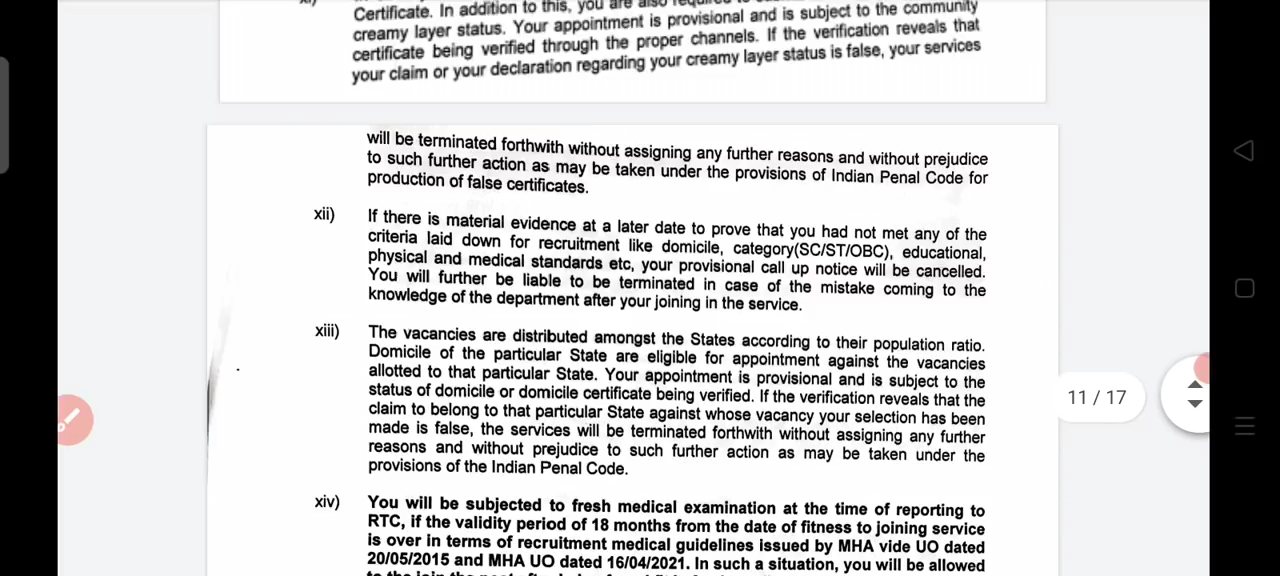 Certificate. In addition to this, you are also
creamy layer status. Your appointment is provisional and is subject to the community
certificate being verified through the proper channels. If the verification reveals that
your claim or your declaration regarding your creamy layer status is false, your services
will be terminated forthwith without assigning any further reasons and without prejudice
to such further action as may be taken under the provisions of Indian Penal Code for
production of false certificates.
xii) If there is material evidence at a later date to prove that you had not met any of the
criteria laid down for recruitment like domicile, category(SC/ST/OBC), educational,
physical and medical standards etc, your provisional call up notice will be cancelled.
You will further be liable to be terminated in case of the mistake coming to the
knowledge of the department after your joining in the service.
xiii) The vacancies are distributed amongst the States according to their population ratio.
Domicile of the particular State are eligible for appointment against the vacancies
allotted to that particular State. Your appointment is provisional and is subject to the
status of domicile or domicile certificate being verified. If the verification reveals that the
claim to belong to that particular State against whose vacancy your selection has been
made is false, the services will be terminated forthwith without assigning any further
reasons and without prejudice to such further action as may be taken under the
provisions of the Indian Penal Code.
11 / 17
xiv) You will be subjected to fresh medical examination at the time of reporting to
RTC, if the validity period of 18 months from the date of fitness to joining service
is over in terms of recruitment medical guidelines issued by MHA vide UO dated
20/05/2015 and MHA UO dated 16/04/2021. In such a situation, you will be allowed